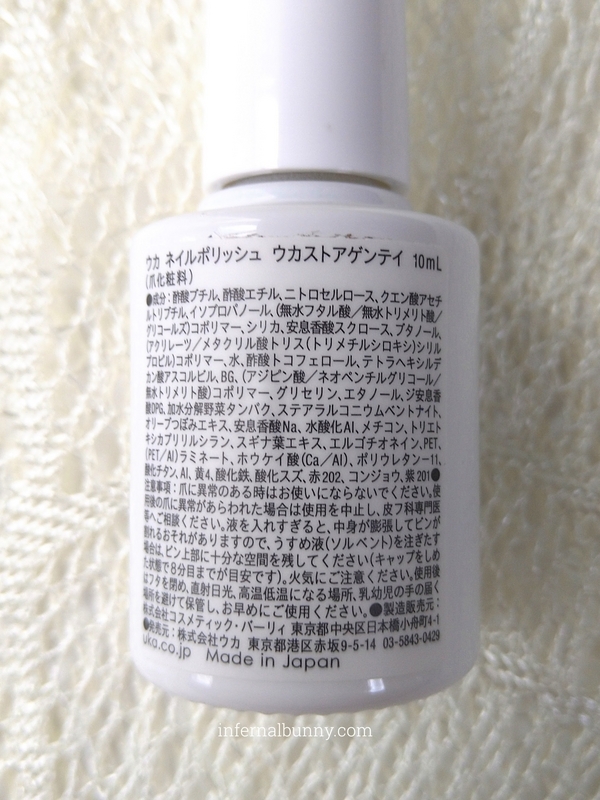 ウカ ネイルポリッシュ ウカストアゲンテイ 10mL
(爪化粧料)
●成分:酢酸ブチル、酢酸エチル、ニトロセルロース、クエン酸アセチ
ルトリブチル、イソプロパノール、(無水フタル酸/無水トリメリト酸/
グリコールズ)コポリマー、シリカ、安息香酸スクロース、ブタノール、
(アクリレーツ/メタクリル酸トリス(トリメチルシロキシ)シリル
プロピル)コポリマー、水、酢酸トコフェロール、テトラヘキシルデ
カン酸アスコルビル、BG、(アジピン酸/ネオペンチルグリコール/
無水トリメリト酸)コポリマー、グリセリン、エタノール、ジ安息香
酸DPG、加水分解野菜タンパク、ステアラルコニウムベントナイト、
オリーブつぼみエキス、安息香酸Na、水酸化Al、メチコン、トリエト
キシカプリリルシラン、スギナ葉エキス、エルゴチオネイン、PET、
(PET/Al)ラミネート、ホウケイ酸(Ca/Al)、ポリウレタン-11、
酸化チタン、Al、黄4、酸化鉄、酸化スズ、赤202、コンジョウ、紫201●
注意事項:爪に異常のある時はお使いにならないでください。使
用後の爪に異常があらわれた場合は使用を中止し、皮フ科専門医
等へご相談ください。液を入れすぎると、中身が膨張してビンが
割れるおそれがありますので、うすめ液(ソルベント)を注ぎたす
場合は、ビン上部に十分な空間を残してください(キャップをしめ
た状態で8分目までが目安です)。火気にご注意ください。使用後
はフタを閉め、直射日光、高温低温になる場所、乳幼児の手の届く
場所を避けて保管し、お早めにご使用ください。●製造販売元:
株式会社コスメティック・バーリィ 東京都中央区日本橋小舟町4-1
●発売元:株式会社ウカ 東京都港区赤坂9-5-14 03-5843-0429
uka.co.jp Made in Japan
infernalbunny.com